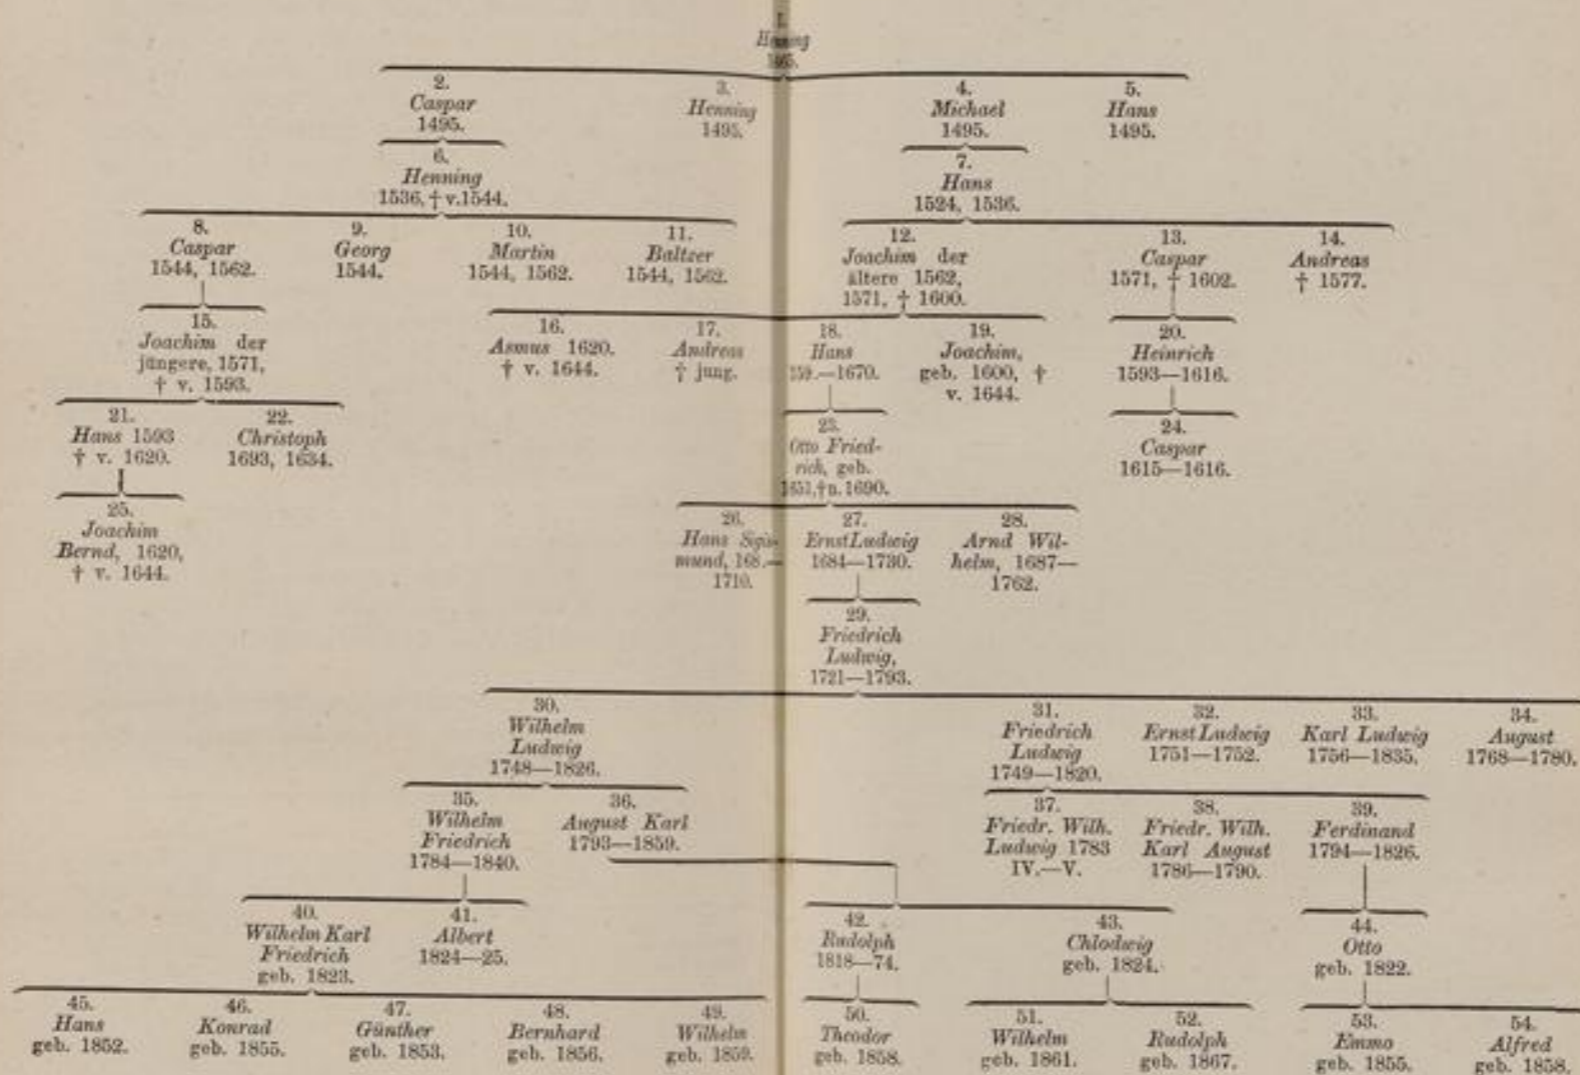 1.
Henning
1465.
2.
Caspar
1495.
3.
Henning
1495.
4.
Michael
1495.
5.
Hans
1495.
6.
Henning
1536, † v. 1544.
7.
Hans
1524, 1536.
8.
Caspar
1544, 1562.
9.
Georg
1544.
10.
Martin
1544, 1562.
11.
Baltzer
1544, 1562.
12.
Joachim der
ältere 1562,
1571, † 1600.
13.
Caspar
1571, † 1602.
14.
Andreas
† 1577.
15.
Joachim der
jüngere, 1571,
† v. 1593.
16.
Asmus 1620.
† v. 1644.
17.
Andreas
† jung.
18.
Hans
159.—1670.
19.
Joachim,
geb. 1600, †
v. 1644.
20.
Heinrich
1593—1616.
21.
Hans 1593
† v. 1620.
22.
Christoph
1693, 1634.
23.
Otto Fried-
rich, geb.
† n. 1690.
24.
Caspar
1615—1616.
25.
Joachim
Bernd, 1620,
† v. 1644.
26.
Hans Sigis-
mund, 168.—
1710.
27.
Ernst Ludwig
1684—1730.
28.
Arnd Wil-
helm, 1687—
1762.
29.
Friedrich
Ludwig,
1721—1793.
30.
Wilhelm
Ludwig
1748—1826.
31.
Friedrich
Ludwig
1749—1820.
32.
Ernst Ludwig
1751—1752.
33.
Karl Ludwig
1756—1835.
34.
August
1768—1780.
35.
Wilhelm
Friedrich
1784—1840.
36.
August Karl
1793—1859.
37.
Friedr. Wilh.
Ludwig 1783
IV.—V.
38.
Friedr. Wilh.
Karl August
1786—1790.
39.
Ferdinand
1794—1826.
40.
Wilhelm Karl
Friedrich
geb. 1823.
41.
Albert
1824—25.
42.
Rudolph
1818—74.
43.
Chlodwig
geb. 1824.
44.
Otto
geb. 1822.
45.
Hans
geb. 1852.
46.
Konrad
geb. 1855.
47.
Günther
geb. 1853.
48.
Bernhard
geb. 1856.
49.
Wilhelm
geb. 1859.
50.
Theodor
geb. 1858.
51.
Wilhelm
geb. 1861.
52.
Rudolph
geb. 1867.
53.
Emmo
geb. 1855.
54.
Alfred
geb. 1858.